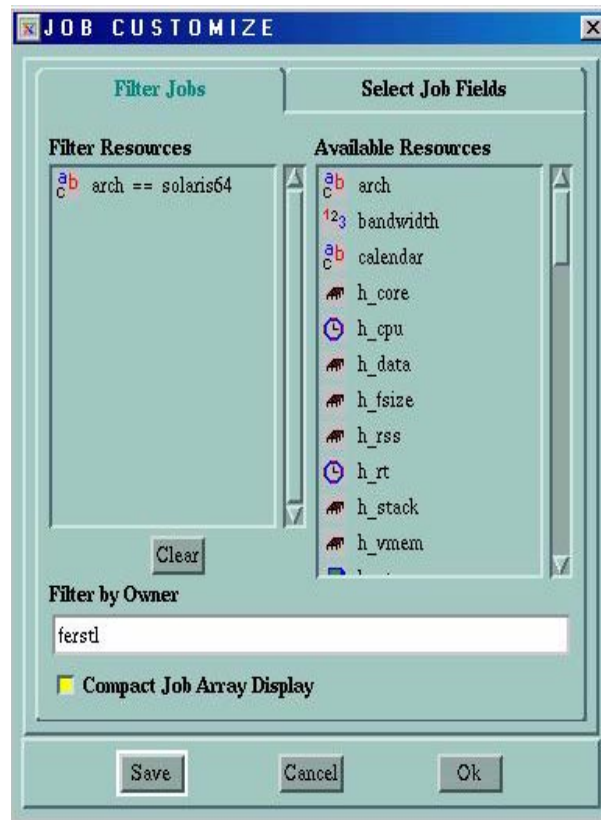 JOB CUSTOMIZE
Filter Jobs
Select Job Fields
Filter Resources
arch == solaris64
Clear
Available Resources
arch
bandwidth
calendar
h_core
h_cpu
h_data
h_fsize
h_rss
h_rt
h_stack
h_vmem
Filter by Owner
ferstl
Compact Job Array Display
Save
Cancel
Ok